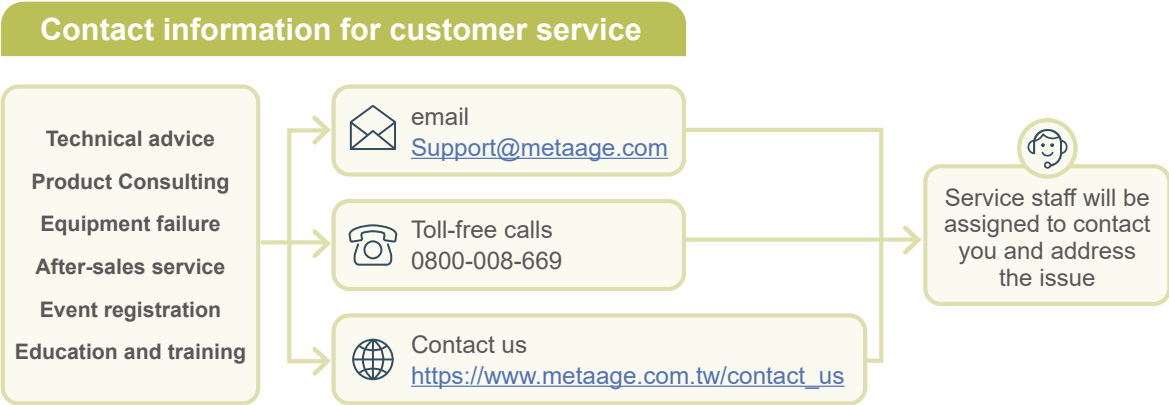 Contact information for customer service
Technical advice
Product Consulting
Equipment failure
After-sales service
Event registration
Education and training
email
Support@metaage.com
Toll-free calls
0800-008-669
Contact us
https://www.metaage.com.tw/contact_us
Service staff will be
assigned to contact
you and address
the issue